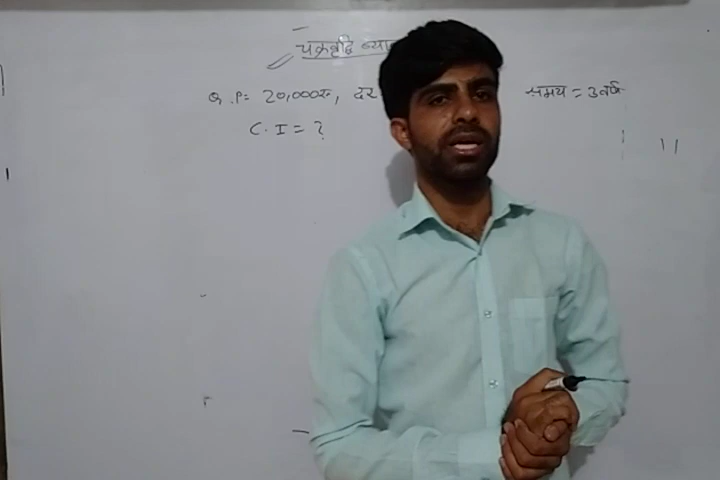 चक्रवृद्धि
Q. P = 20,000रु, दर समय = 3वर्ष
C.I = ?